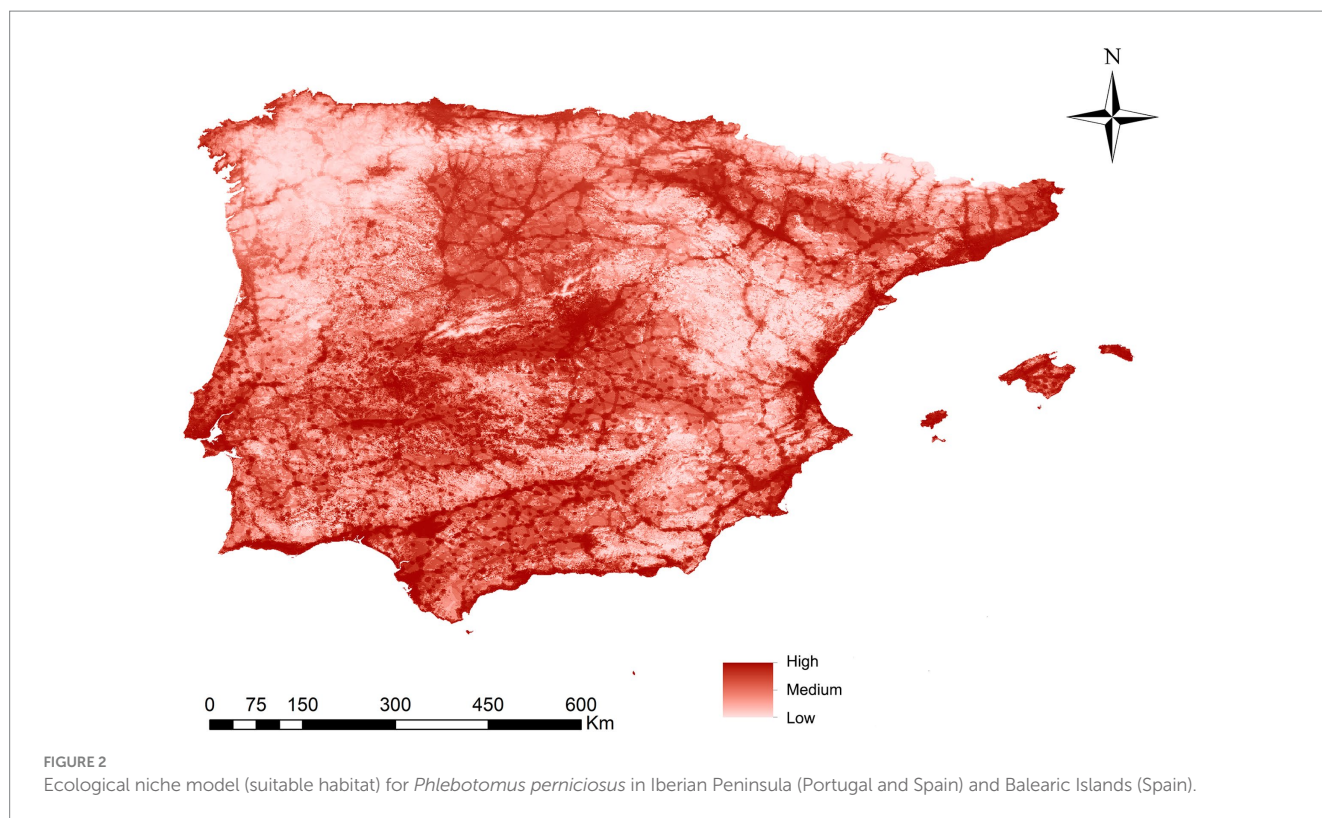 N
High
Medium
Low
0 75 150 300 450 600
Km
FIGURE 2
Ecological niche model (suitable habitat) for Phlebotomus perniciosus in Iberian Peninsula (Portugal and Spain) and Balearic Islands (Spain).